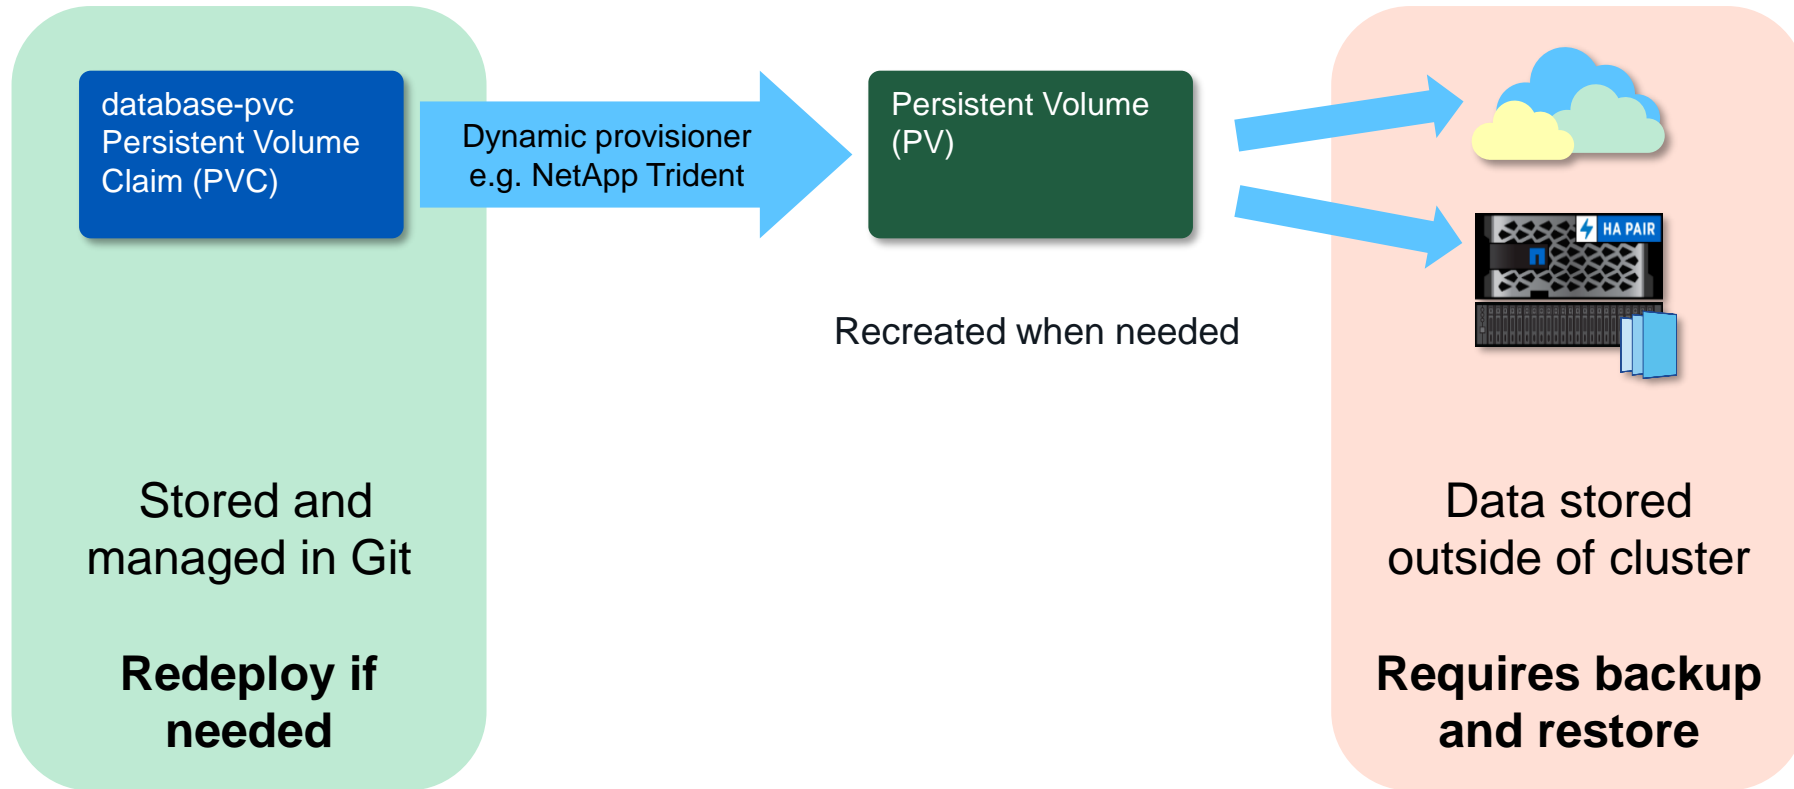 database-pvc
Persistent Volume
Claim (PVC)
Dynamic provisioner
e.g. NetApp Trident
Persistent Volume
(PV)
HA PAIR
Recreated when needed
Stored and
managed in Git
Redeploy if
needed
Data stored
outside of cluster
Requires backup
and restore